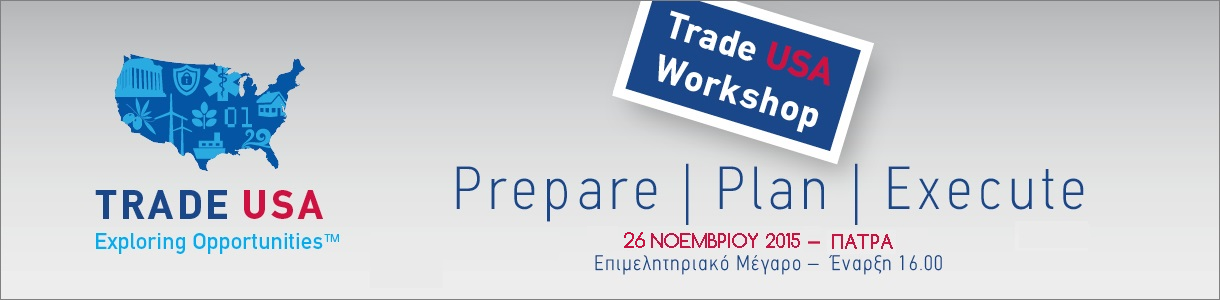 Trade USA
Workshop
01
TRADE USA
Exploring Opportunities™
Prepare | Plan | Execute
26 ΝΟΕΜΒΡΙΟΥ 2015 – ΠΑΤΡΑ
Επιμελητηριακό Μέγαρο – Έναρξη 16.00